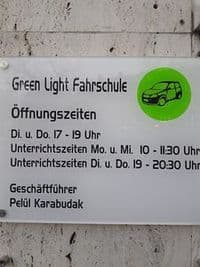 Green Light Fahrschule
Öffnungszeiten
Di. u. Do. 17 - 19 Uhr
Unterrichtszeiten Mo. u. Mi. 10 - 11:30 Uhr
Unterrichtszeiten Di. u. Do. 19 - 20:30 Uhr
Geschäftführer
Pelül Karabudak